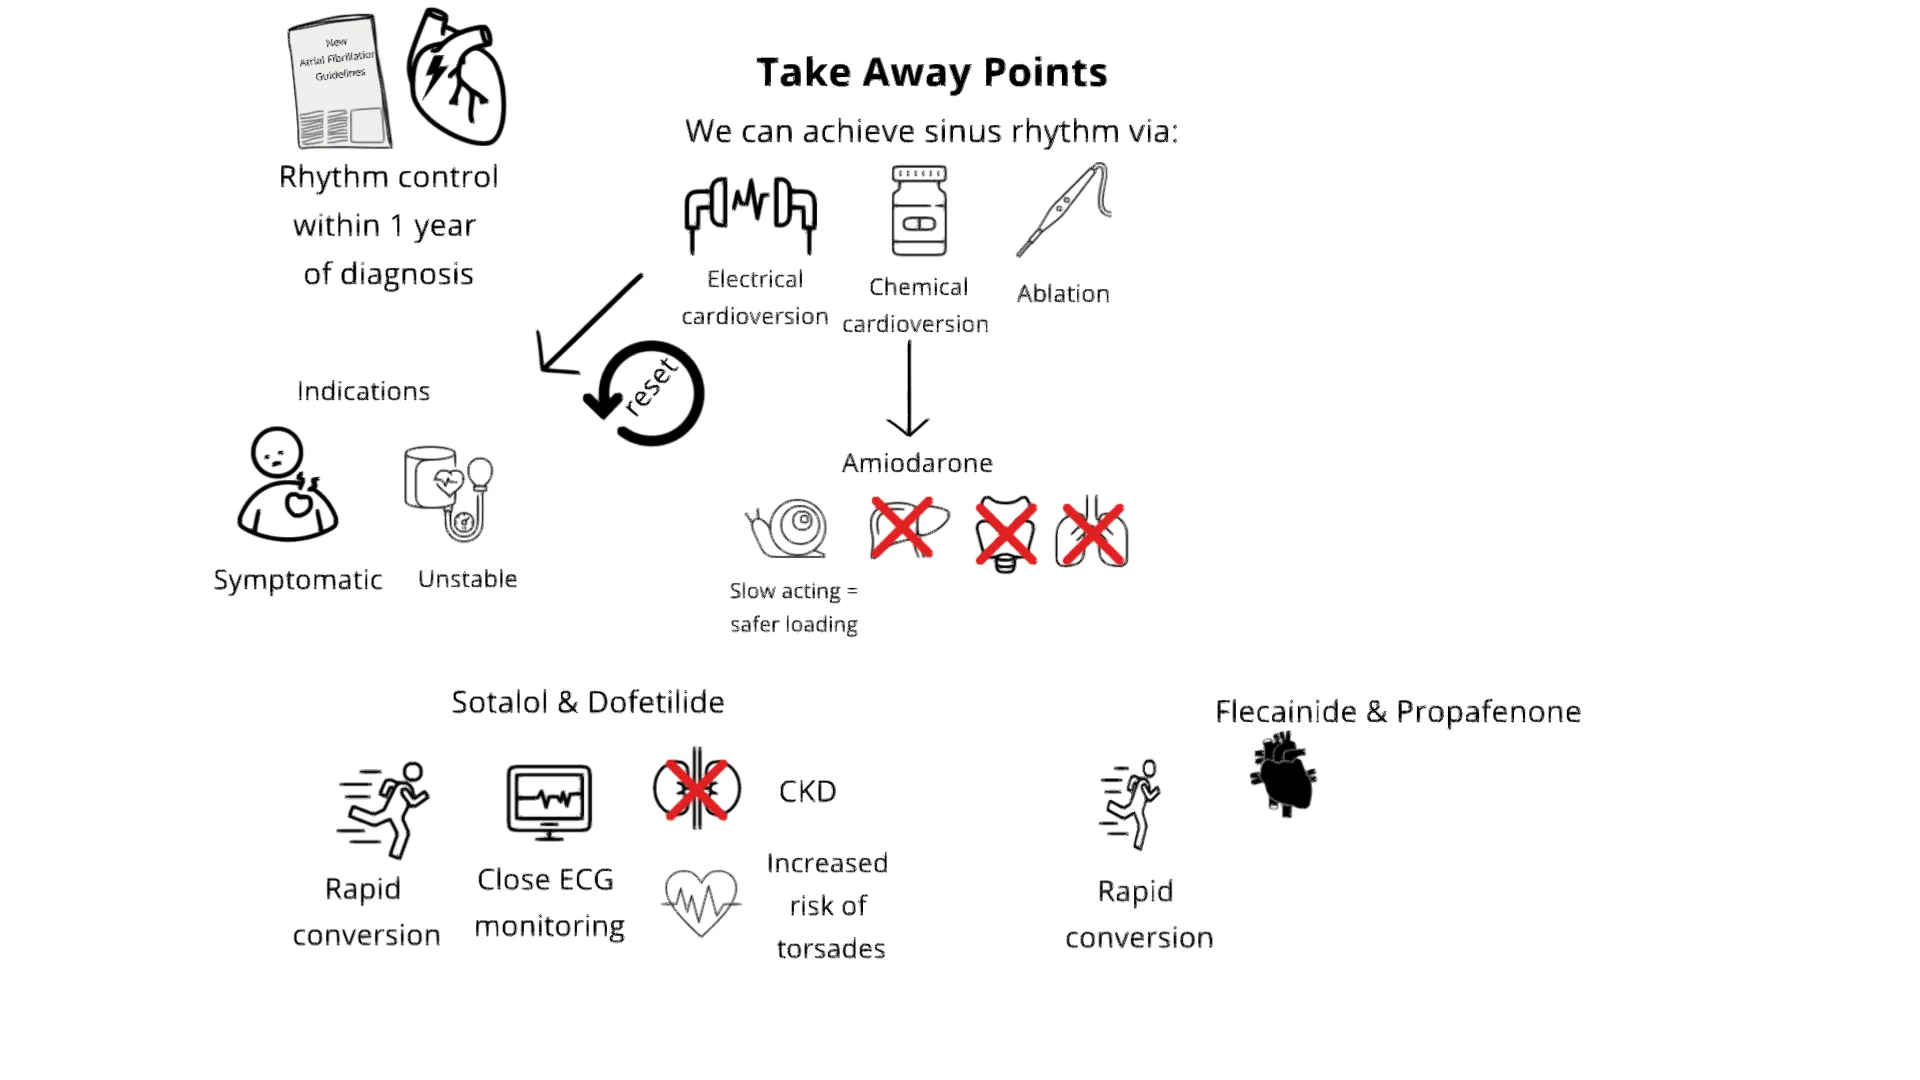 New
Atrial Fibrillation
Guidelines
Rhythm control
within 1 year
of diagnosis
Take Away Points
We can achieve sinus rhythm via:
Electrical
cardioversion
Chemical
cardioversion
Ablation
reset
Indications
Symptomatic
Unstable
Amiodarone
Slow acting =
safer loading
Sotalol & Dofetilide
Rapid
conversion
Close ECG
monitoring
CKD
Increased
risk of
torsades
Flecainide & Propafenone
Rapid
conversion